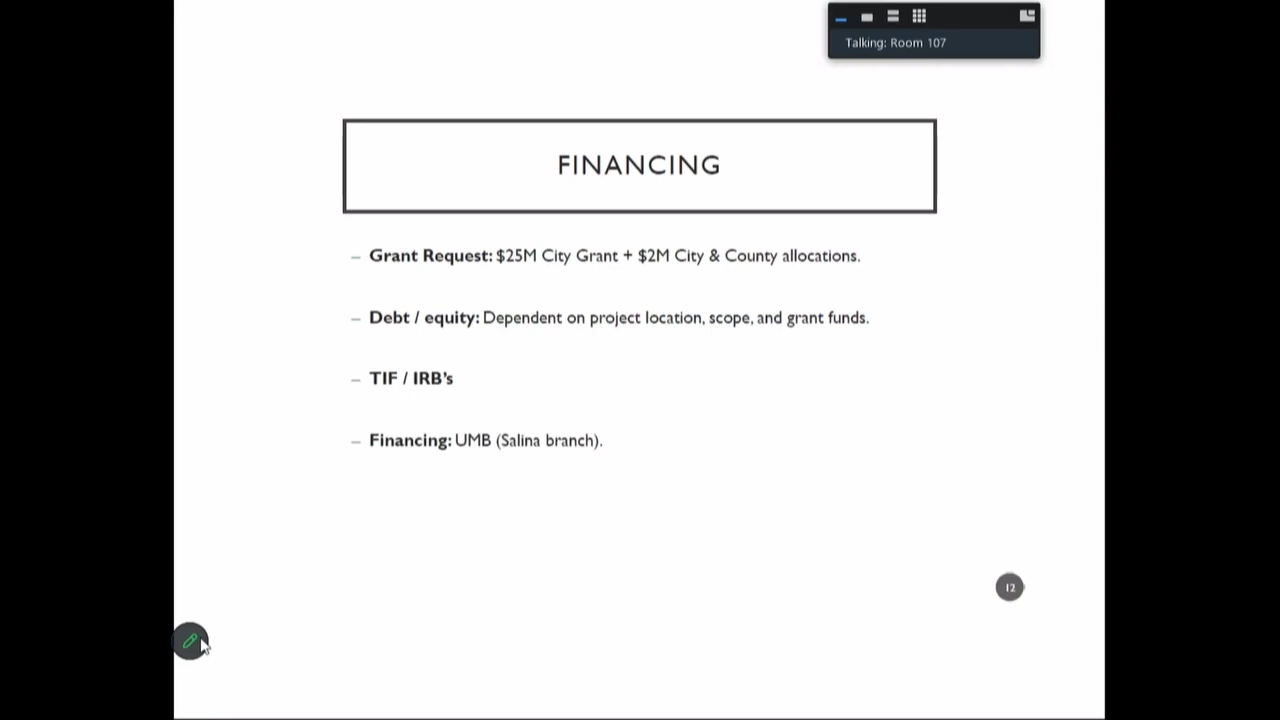 Talking: Room 107
FINANCING
– Grant Request: $25M City Grant + $2M City & County allocations.
– Debt / equity: Dependent on project location, scope, and grant funds.
– TIF / IRB’s
– Financing: UMB (Salina branch).
12